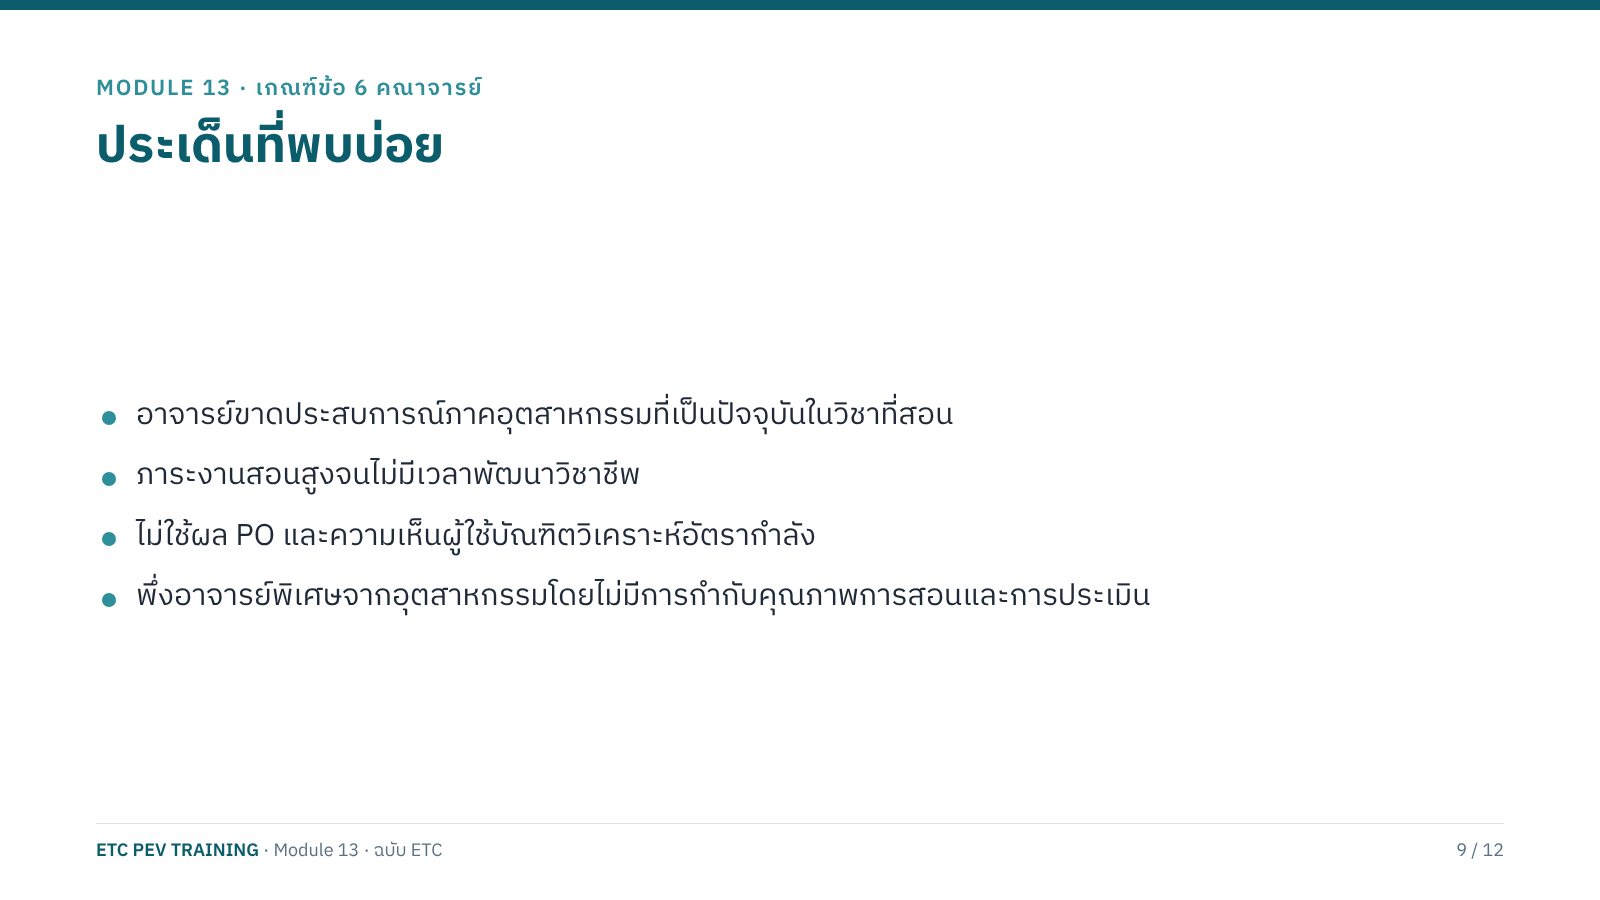 MODULE 13 · เกณฑ์ข้อ 6 คณาจารย์
ประเด็นที่พบบ่อย
อาจารย์ขาดประสบการณ์ภาคอุตสาหกรรมที่เป็นปัจจุบันในวิชาที่สอน
ภาระงานสอนสูงจนไม่มีเวลาพัฒนาวิชาชีพ
ไม่ใช้ผล PO และความเห็นผู้ใช้บัณฑิตวิเคราะห์อัตรากำลัง
พึ่งอาจารย์พิเศษจากอุตสาหกรรมโดยไม่มีการกำกับคุณภาพการสอนและการประเมิน
ETC PEV TRAINING · Module 13 · ฉบับ ETC
9 / 12